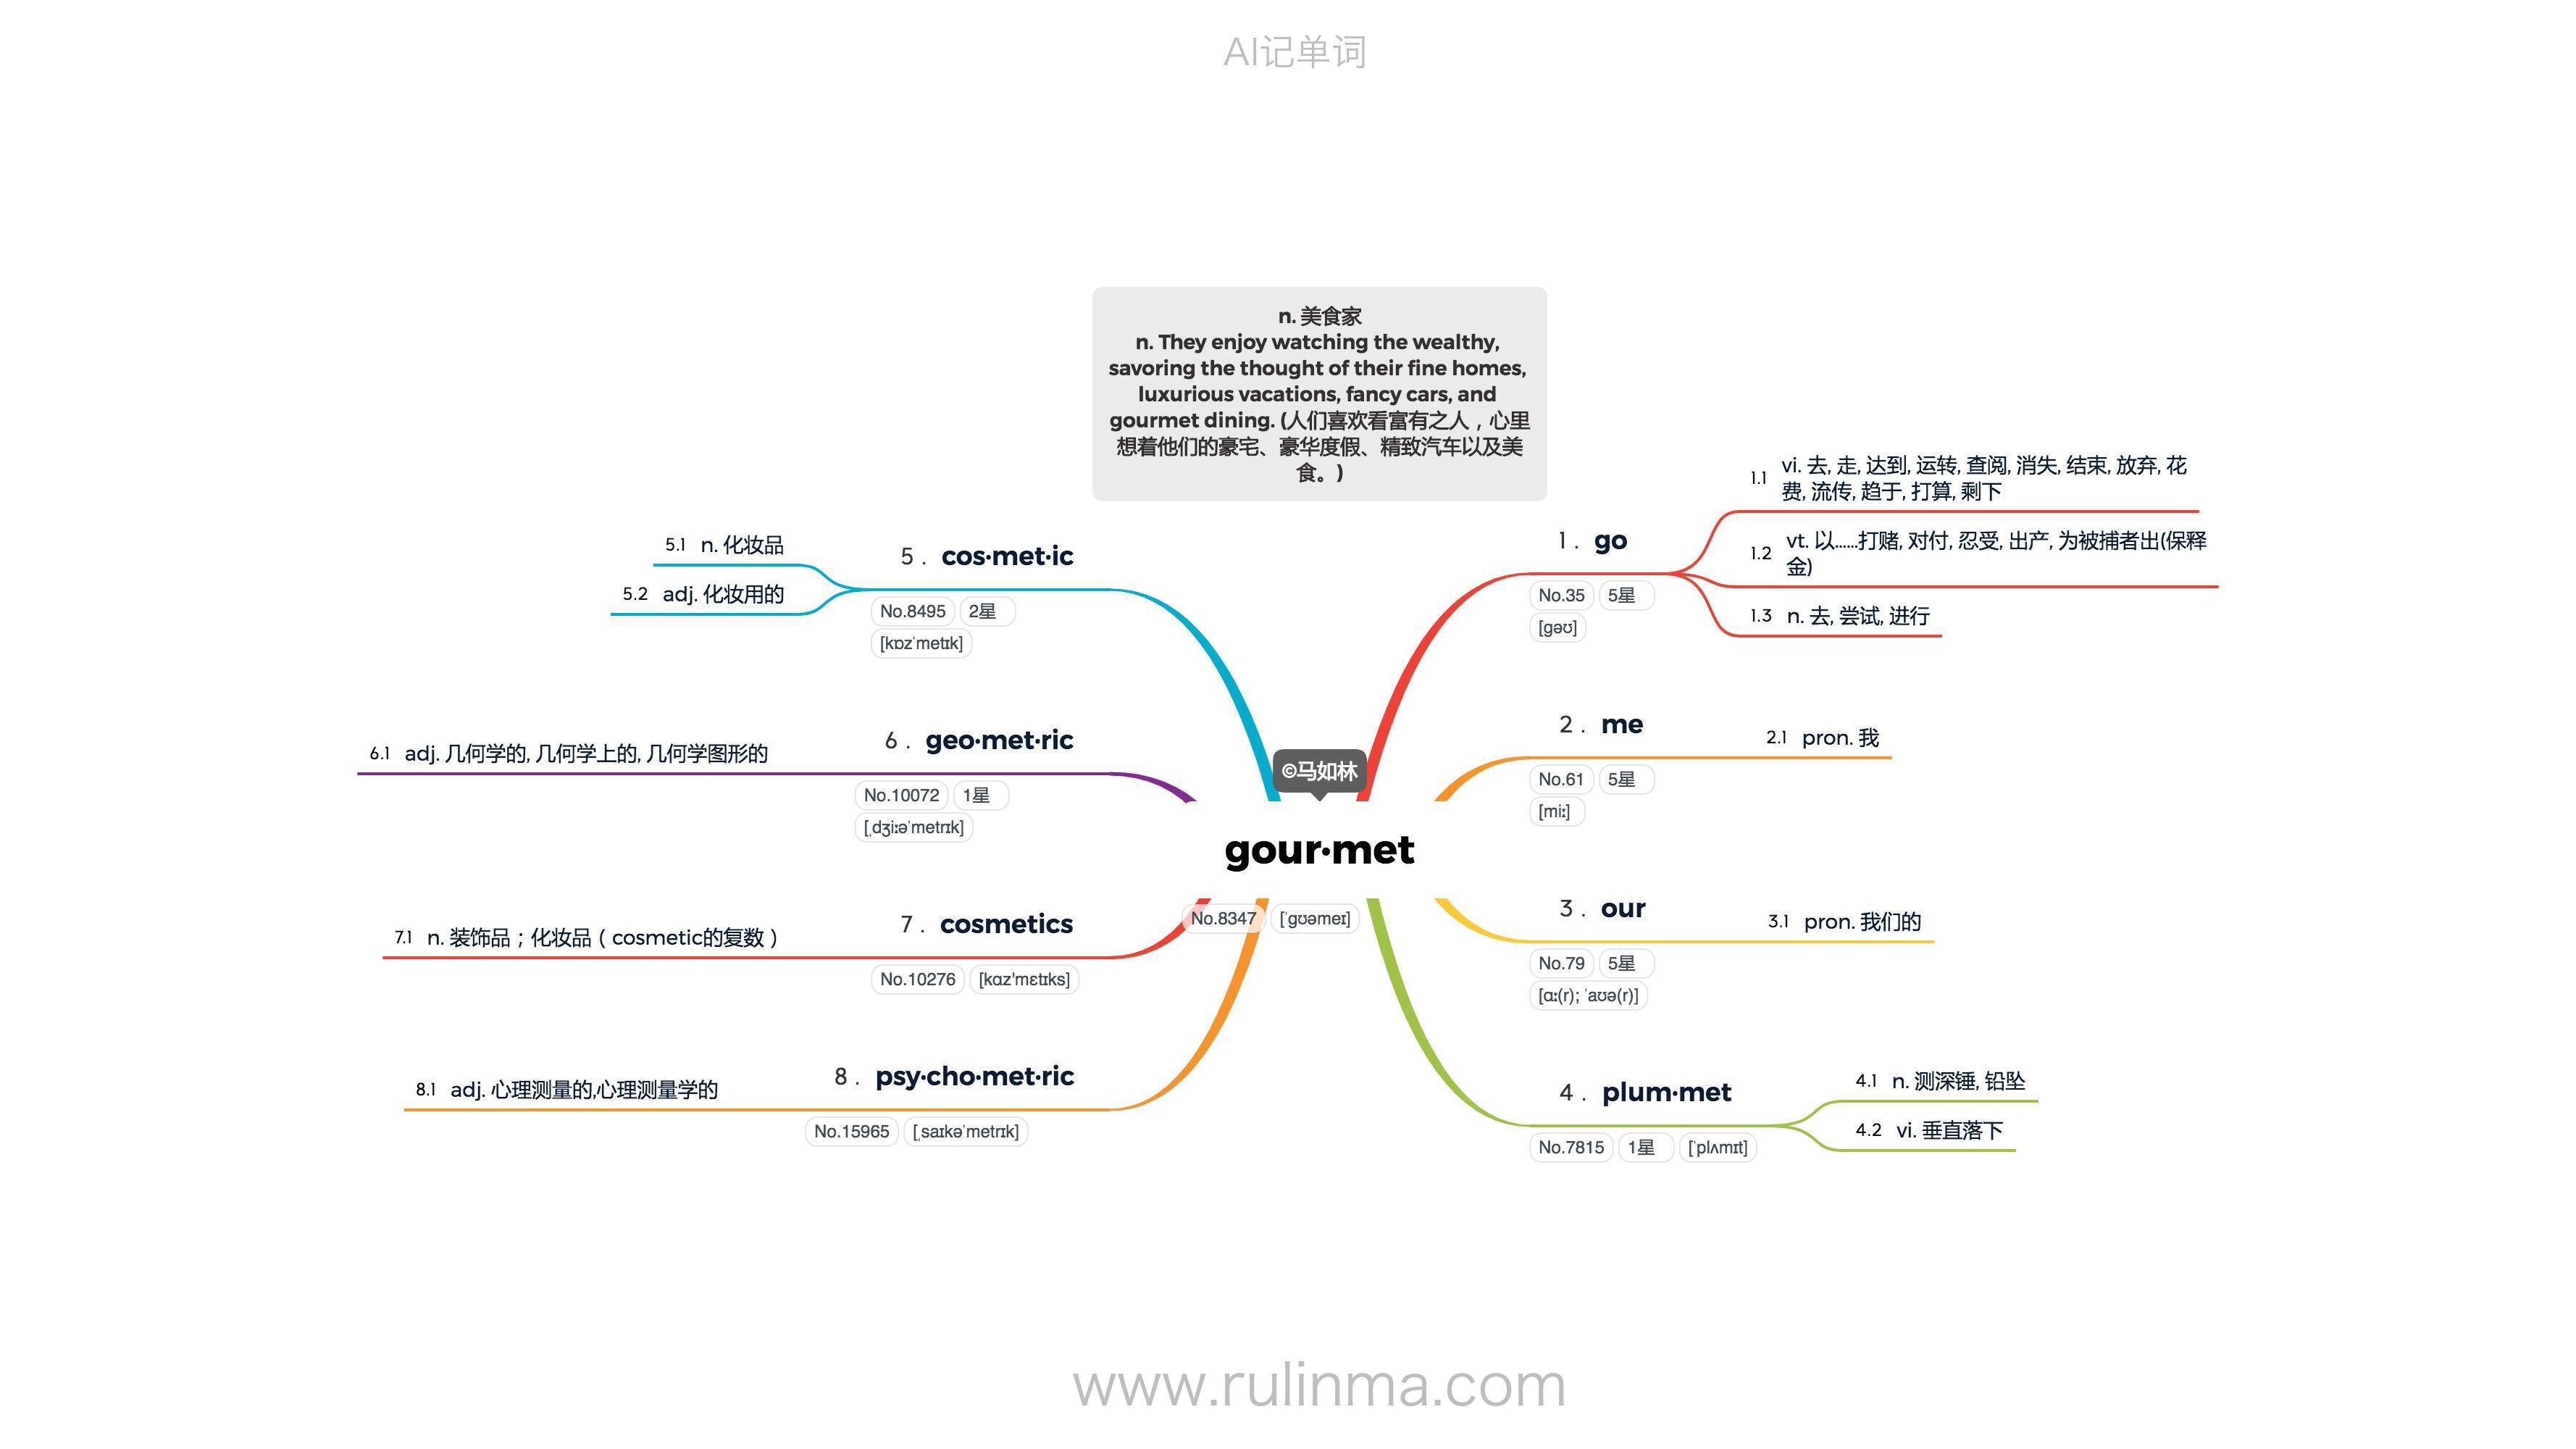 AI记单词
n. 美食家
n. They enjoy watching the wealthy,
savoring the thought of their fine homes,
luxurious vacations, fancy cars, and
gourmet dining. (人们喜欢看富有之人，心里
想着他们的豪宅、豪华度假、精致汽车以及美
食。)
©马如林
gour·met
No.8347 [ˈɡʊəmeɪ]
1 . go
No.35 5星
[ɡəʊ]
1.1 vi. 去, 走, 达到, 运转, 查阅, 消失, 结束, 放弃, 花
费, 流传, 趋于, 打算, 剩下
1.2 vt. 以......打赌, 对付, 忍受, 出产, 为被捕者出(保释
金)
1.3 n. 去, 尝试, 进行
2 . me
No.61 5星
[miː]
2.1 pron. 我
3 . our
No.79 5星
[ɑː(r); ˈaʊə(r)]
3.1 pron. 我们的
4 . plum·met
No.7815 1星 [ˈplʌmɪt]
4.1 n. 测深锤, 铅坠
4.2 vi. 垂直落下
5 . cos·met·ic
No.8495 2星
[kɒzˈmetɪk]
5.1 n. 化妆品
5.2 adj. 化妆用的
6 . geo·met·ric
No.10072 1星
[ˌdʒiːəˈmetrɪk]
6.1 adj. 几何学的, 几何学上的, 几何学图形的
7 . cosmetics
No.10276 [kɑz'mɛtɪks]
7.1 n. 装饰品；化妆品（cosmetic的复数）
8 . psy·cho·met·ric
No.15965 [ˌsaɪkəˈmetrɪk]
8.1 adj. 心理测量的,心理测量学的
www.rulinma.com